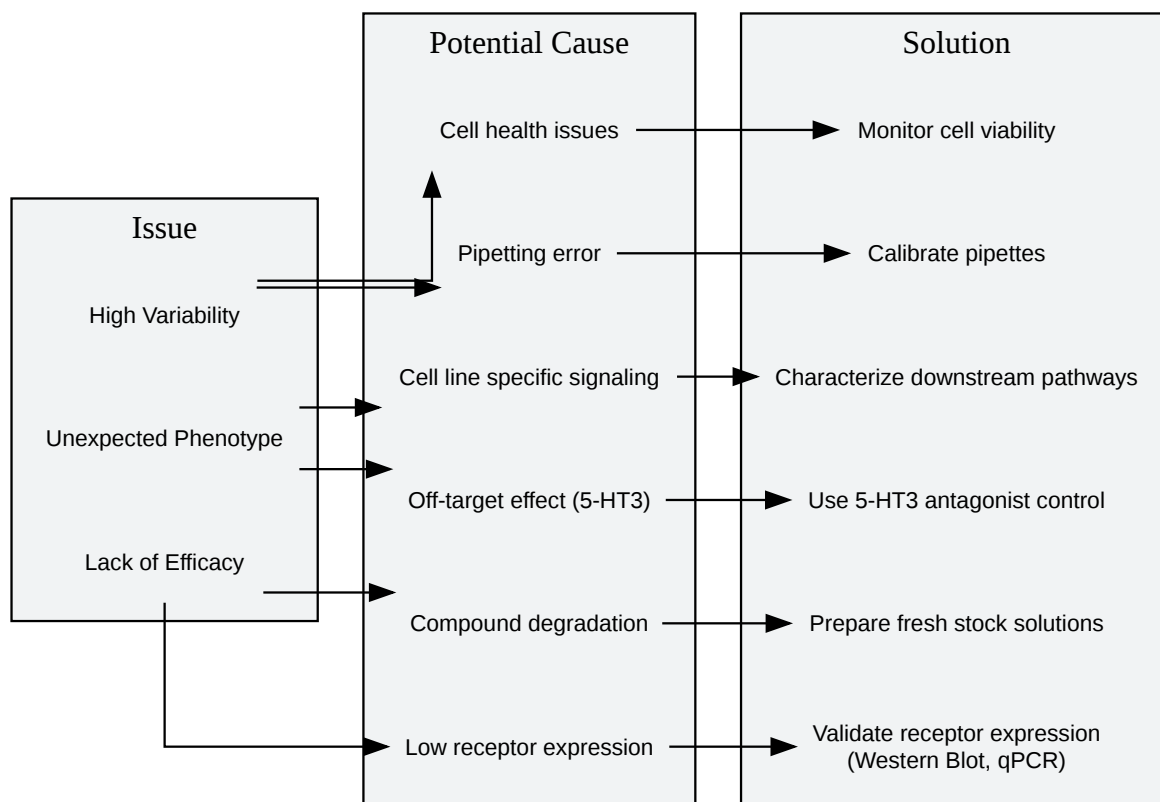 Potential Cause
Solution
Cell health issues
Monitor cell viability
Issue
Pipetting error
Calibrate pipettes
High Variability
Cell line specific signaling
Characterize downstream pathways
Unexpected Phenotype
Off-target effect (5-HT3)
Use 5-HT3 antagonist control
Lack of Efficacy
Compound degradation
Prepare fresh stock solutions
Low receptor expression
Validate receptor expression
(Western Blot, qPCR)